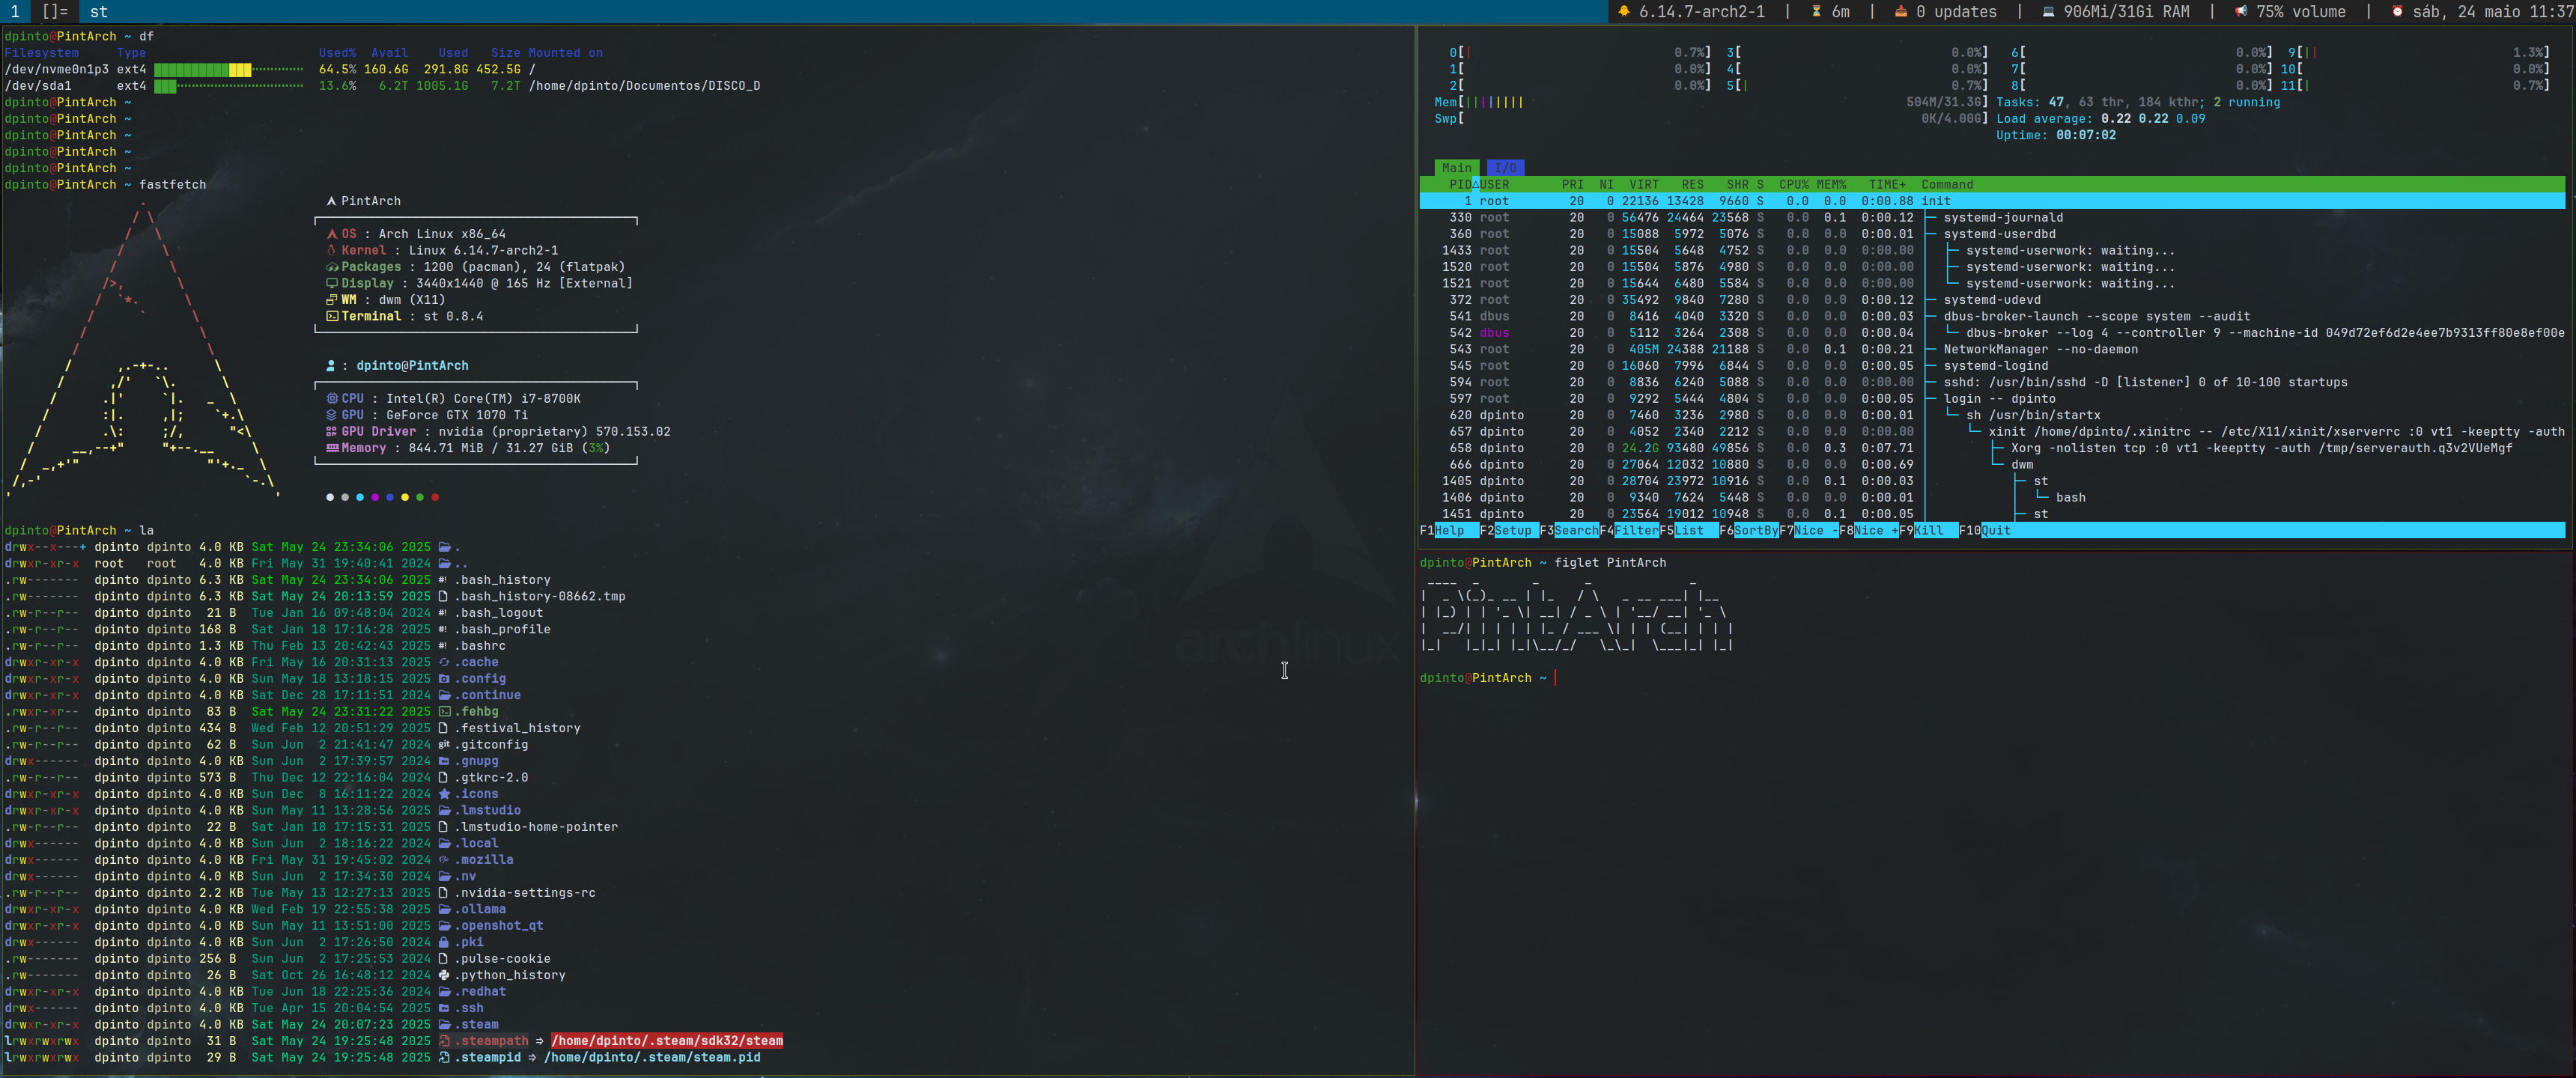 1 []= st 6.14.7-arch2-1 | 6m | 0 updates | 906Mi/31Gi RAM | 75% volume | sáb, 24 maio 11:37
dpinto@PintArch ~ df
Filesystem Type Used% Avail Used Size Mounted on
/dev/nvme0n1p3 ext4 64.5% 160.6G 291.8G 452.5G /
/dev/sda1 ext4 13.6% 6.2T 1005.1G 7.2T /home/dpinto/Documentos/DISCO_D
dpinto@PintArch ~
dpinto@PintArch ~
dpinto@PintArch ~
dpinto@PintArch ~
dpinto@PintArch ~
dpinto@PintArch ~ fastfetch
PintArch
OS : Arch Linux x86_64
Kernel : Linux 6.14.7-arch2-1
Packages : 1200 (pacman), 24 (flatpak)
Display : 3440x1440 @ 165 Hz [External]
WM : dwm (X11)
Terminal : st 0.8.4
: dpinto@PintArch
CPU : Intel(R) Core(TM) i7-8700K
GPU : GeForce GTX 1070 Ti
GPU Driver : nvidia (proprietary) 570.153.02
Memory : 844.71 MiB / 31.27 GiB (3%)
dpinto@PintArch ~ la
drwx--x---+ dpinto dpinto 4.0 KB Sat May 24 23:34:06 2025 .
drwxr-xr-x root root 4.0 KB Fri May 31 19:40:41 2024 ..
.rw------- dpinto dpinto 6.3 KB Sat May 24 23:34:06 2025 .bash_history
.rw------- dpinto dpinto 6.3 KB Sat May 24 20:13:59 2025 .bash_history-08662.tmp
.rw-r--r-- dpinto dpinto 21 B Tue Jan 16 09:48:04 2024 .bash_logout
.rw-r--r-- dpinto dpinto 168 B Sat Jan 18 17:16:28 2025 .bash_profile
.rw-r--r-- dpinto dpinto 1.3 KB Thu Feb 13 20:42:43 2025 .bashrc
drwxr-xr-x dpinto dpinto 4.0 KB Fri May 16 20:31:13 2025 .cache
drwxr-xr-x dpinto dpinto 4.0 KB Sun May 18 13:18:15 2025 .config
drwxr-xr-x dpinto dpinto 4.0 KB Sat Dec 28 17:11:51 2024 .continue
.rwxr-xr-x dpinto dpinto 83 B Sat May 24 23:31:22 2025 .fehbg
.rw-r--r-- dpinto dpinto 434 B Wed Feb 12 20:51:29 2025 .festival_history
.rw-r--r-- dpinto dpinto 62 B Sun Jun 2 21:41:47 2024 .gitconfig
drwx------ dpinto dpinto 4.0 KB Sun Jun 2 17:39:57 2024 .gnupg
.rw-r--r-- dpinto dpinto 573 B Thu Dec 12 22:16:04 2024 .gtkrc-2.0
drwxr-xr-x dpinto dpinto 4.0 KB Sun Dec 8 16:11:22 2024 .icons
drwxr-xr-x dpinto dpinto 4.0 KB Sun May 11 13:28:56 2025 .lmstudio
.rw-r--r-- dpinto dpinto 22 B Sat Jan 18 17:15:31 2025 .lmstudio-home-pointer
drwx------ dpinto dpinto 4.0 KB Sun Jun 2 18:16:22 2024 .local
drwx------ dpinto dpinto 4.0 KB Fri May 31 19:45:02 2024 .mozilla
drwx------ dpinto dpinto 4.0 KB Sun Jun 2 17:34:30 2024 .nv
.rw-r--r-- dpinto dpinto 2.2 KB Tue May 13 12:27:13 2025 .nvidia-settings-rc
drwxr-xr-x dpinto dpinto 4.0 KB Wed Feb 19 22:55:38 2025 .ollama
drwxr-xr-x dpinto dpinto 4.0 KB Sun May 11 13:51:00 2025 .openshot_qt
drwx------ dpinto dpinto 4.0 KB Sun Jun 2 17:26:50 2024 .pki
.rw------- dpinto dpinto 256 B Sun Jun 2 17:25:53 2024 .pulse-cookie
.rw------- dpinto dpinto 26 B Sat Oct 26 16:48:12 2024 .python_history
drwxr-xr-x dpinto dpinto 4.0 KB Tue Jun 18 22:25:36 2024 .redhat
drwx------ dpinto dpinto 4.0 KB Tue Apr 15 20:04:54 2025 .ssh
drwxr-xr-x dpinto dpinto 4.0 KB Sat May 24 20:07:23 2025 .steam
lrwxrwxrwx dpinto dpinto 31 B Sat May 24 19:25:48 2025 .steampath ⇒ /home/dpinto/.steam/sdk32/steam
lrwxrwxrwx dpinto dpinto 29 B Sat May 24 19:25:48 2025 .steampid ⇒ /home/dpinto/.steam/steam.pid
archlinux
0[| 0.7%] 3[ 0.0%] 6[ 0.0%] 9[|| 1.3%]
1[ 0.0%] 4[ 0.0%] 7[ 0.0%] 10[ 0.0%]
2[ 0.0%] 5[| 0.7%] 8[ 0.0%] 11[| 0.7%]
Mem[|||||||| 504M/31.3G] Tasks: 47, 63 thr, 184 kthr; 2 running
Swp[ 0K/4.00G] Load average: 0.22 0.22 0.09
Uptime: 00:07:02
Main I/O
PID△USER PRI NI VIRT RES SHR S CPU% MEM% TIME+ Command
1 root 20 0 22136 13428 9660 S 0.0 0.0 0:00.88 init
330 root 20 0 56476 24464 23568 S 0.0 0.1 0:00.12 systemd-journald
360 root 20 0 15088 5972 5076 S 0.0 0.0 0:00.01 systemd-userdbd
1433 root 20 0 15504 5648 4752 S 0.0 0.0 0:00.00 systemd-userwork: waiting...
1520 root 20 0 15504 5876 4980 S 0.0 0.0 0:00.00 systemd-userwork: waiting...
1521 root 20 0 15644 6480 5584 S 0.0 0.0 0:00.00 systemd-userwork: waiting...
372 root 20 0 35492 9840 7280 S 0.0 0.0 0:00.12 systemd-udevd
541 dbus 20 0 8416 4040 3320 S 0.0 0.0 0:00.03 dbus-broker-launch --scope system --audit
542 dbus 20 0 5112 3264 2308 S 0.0 0.0 0:00.04 dbus-broker --log 4 --controller 9 --machine-id 049d72ef6d2e4ee7b9313ff80e8ef00e
543 root 20 0 405M 24388 21188 S 0.0 0.1 0:00.21 NetworkManager --no-daemon
545 root 20 0 16060 7996 6844 S 0.0 0.0 0:00.05 systemd-logind
594 root 20 0 8836 6240 5088 S 0.0 0.0 0:00.00 sshd: /usr/bin/sshd -D [listener] 0 of 10-100 startups
597 root 20 0 9292 5444 4804 S 0.0 0.0 0:00.05 login -- dpinto
620 dpinto 20 0 7460 3236 2980 S 0.0 0.0 0:00.01 sh /usr/bin/startx
657 dpinto 20 0 4052 2340 2212 S 0.0 0.0 0:00.00 xinit /home/dpinto/.xinitrc -- /etc/X11/xinit/xserverrc :0 vt1 -keeptty -auth
658 dpinto 20 0 24.2G 93480 49856 S 0.0 0.3 0:07.71 Xorg -nolisten tcp :0 vt1 -keeptty -auth /tmp/serverauth.q3v2VUeMgf
666 dpinto 20 0 27064 12032 10880 S 0.0 0.0 0:00.69 dwm
1405 dpinto 20 0 28704 23972 10916 S 0.0 0.1 0:00.03 st
1406 dpinto 20 0 9340 7624 5448 S 0.0 0.0 0:00.01 bash
1451 dpinto 20 0 23564 19012 10948 S 0.0 0.1 0:00.05 st
F1Help F2Setup F3SearchF4FilterF5List F6SortByF7Nice -F8Nice +F9Kill F10Quit
dpinto@PintArch ~ figlet PintArch
PintArch
dpinto@PintArch ~